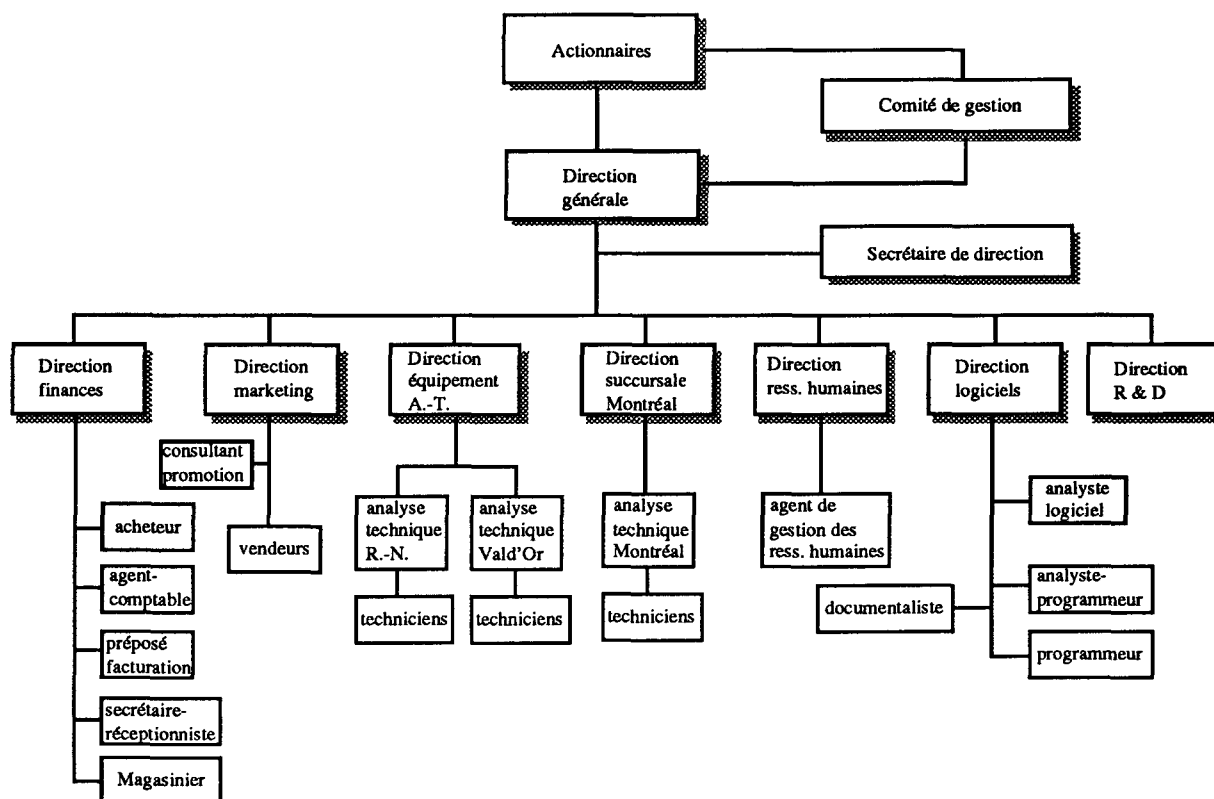 Actionnaires
Comité de gestion
Direction
générale
Secrétaire de direction
Direction
finances
Direction
marketing
Direction
équipement
A.-T.
Direction
succursale
Montréal
Direction
ress. humaines
Direction
logiciels
Direction
R & D
consultant
promotion
vendeurs
acheteur
agent-
comptable
préposé
facturation
secrétaire-
réceptionniste
Magasinier
analyse
technique
R.-N.
techniciens
analyse
technique
Vald'Or
techniciens
analyse
technique
Montréal
techniciens
agent de
gestion des
ress. humaines
analyste
logiciel
analyste-
programmeur
documentaliste
programmeur